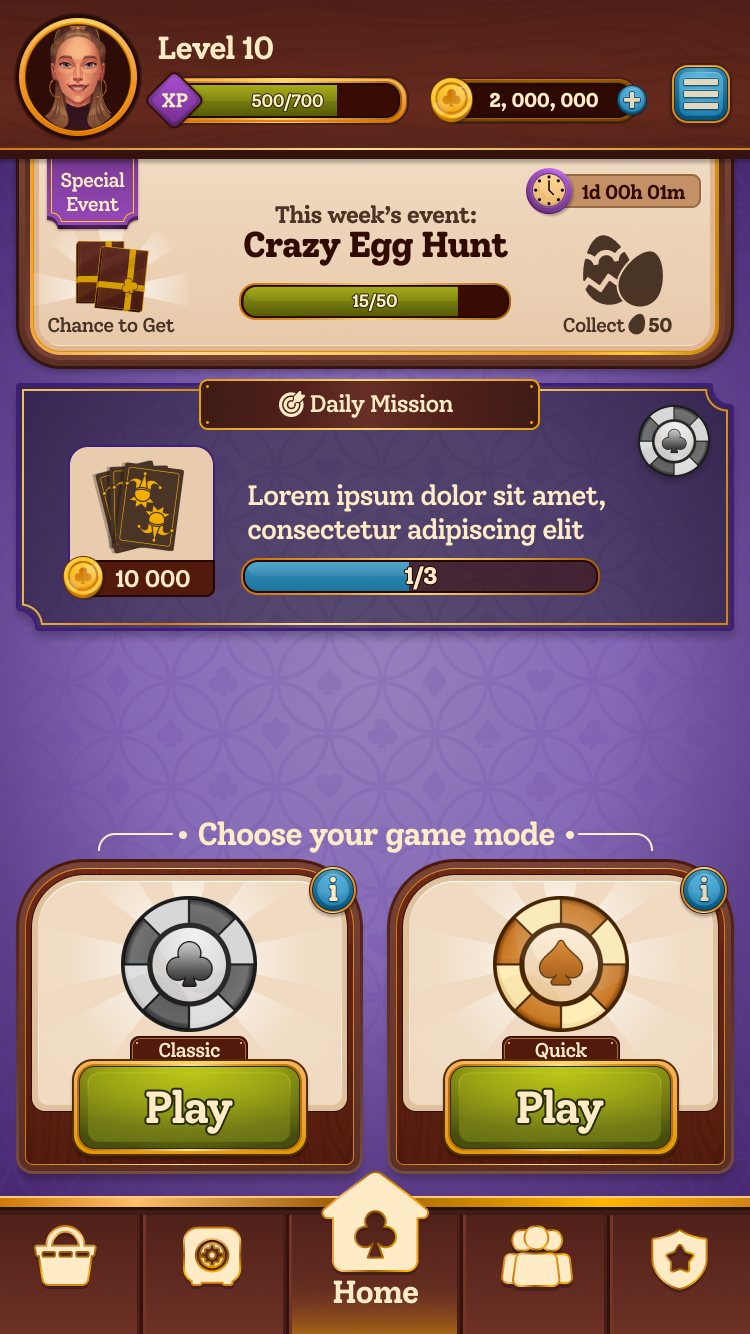 Level 10
XP
500/700
2, 000, 000
Special
Event
1d 00h 01m
This week's event:
Crazy Egg Hunt
15/50
Chance to Get
Collect 50
Daily Mission
Lorem ipsum dolor sit amet,
consectetur adipiscing elit
10 000
1/3
Choose your game mode
i
i
Classic
Quick
Play
Play
Home